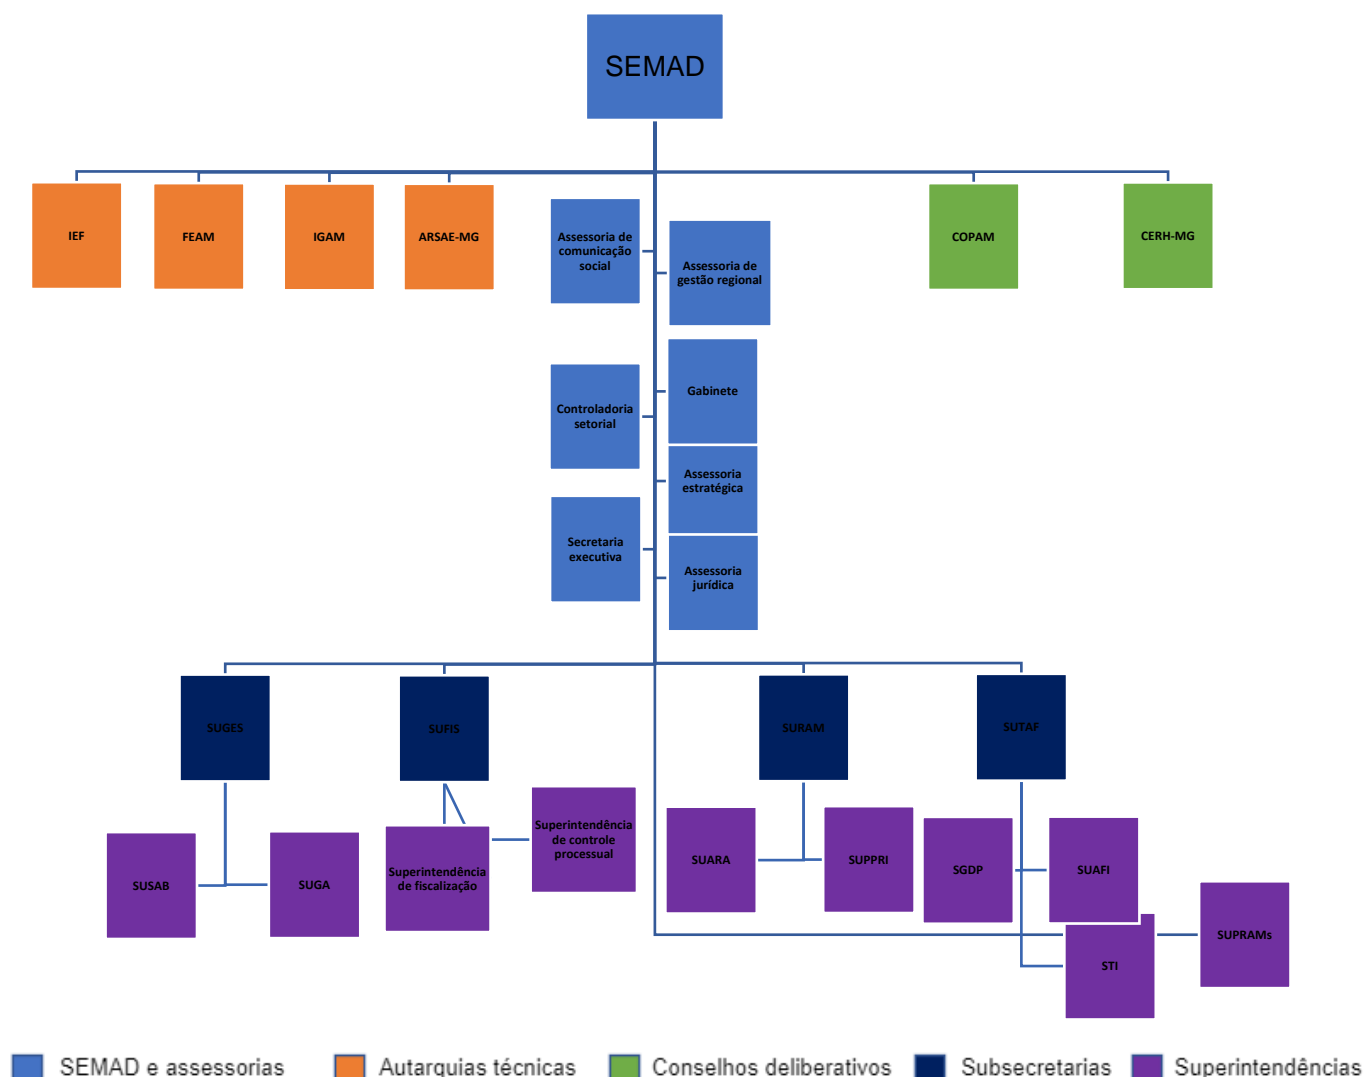 SEMAD
IEF
FEAM
IGAM
ARSAE-MG
COPAM
CERH-MG
Assessoria de
comunicação
social
Assessoria de
gestão regional
Gabinete
Controladoria
setorial
Assessoria
estratégica
Secretaria
executiva
Assessoria
jurídica
SUGES
SUFIS
SURAM
SUTAF
SUSAB
SUGA
Superintendência
de fiscalização
Superintendência
de controle
processual
SUARA
SUPPRI
SGDP
SUAFI
STI
SUPRAMs
SEMAD e assessorias
Autarquias técnicas
Conselhos deliberativos
Subsecretarias
Superintendências